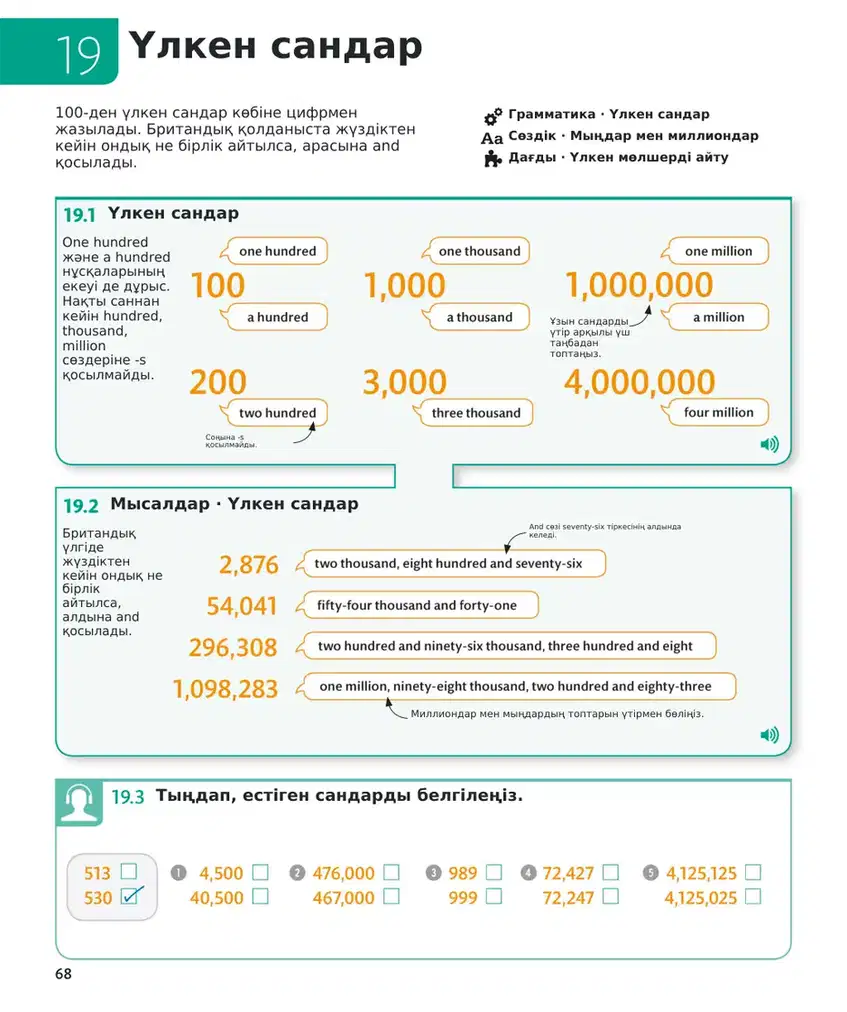 19
Үлкен сандар
100-ден үлкен сандар көбіне цифрмен
жазылады. Британдық қолданыста жүздіктен
кейін ондық не бірлік айтылса, арасына and
қосылады.
Грамматика · Үлкен сандар
Aa Сөздік · Мыңдар мен миллиондар
Дағды · Үлкен мөлшерді айту
19.1 Үлкен сандар
One hundred
және a hundred
нұсқаларының
екеуі де дұрыс.
Нақты саннан
кейін hundred,
thousand,
million
сөздеріне -s
қосылмайды.
one hundred
100
a hundred
one thousand
1,000
a thousand
one million
1,000,000
a million
Ұзын сандарды
үтір арқылы үш
таңбадан
топтаңыз.
200
two hundred
Соңына -s
қосылмайды.
3,000
three thousand
4,000,000
four million
19.2 Мысалдар · Үлкен сандар
Британдық
үлгіде
жүздіктен
кейін ондық не
бірлік
айтылса,
алдына and
қосылады.
And сөзі seventy-six тіркесінің алдында
келеді.
2,876 two thousand, eight hundred and seventy-six
54,041 fifty-four thousand and forty-one
296,308 two hundred and ninety-six thousand, three hundred and eight
1,098,283 one million, ninety-eight thousand, two hundred and eighty-three
Миллиондар мен мыңдардың топтарын үтірмен бөліңіз.
19.3 Тыңдап, естіген сандарды белгілеңіз.
513
530
1 4,500
40,500
2 476,000
467,000
3 989
999
4 72,427
72,247
5 4,125,125
4,125,025
68